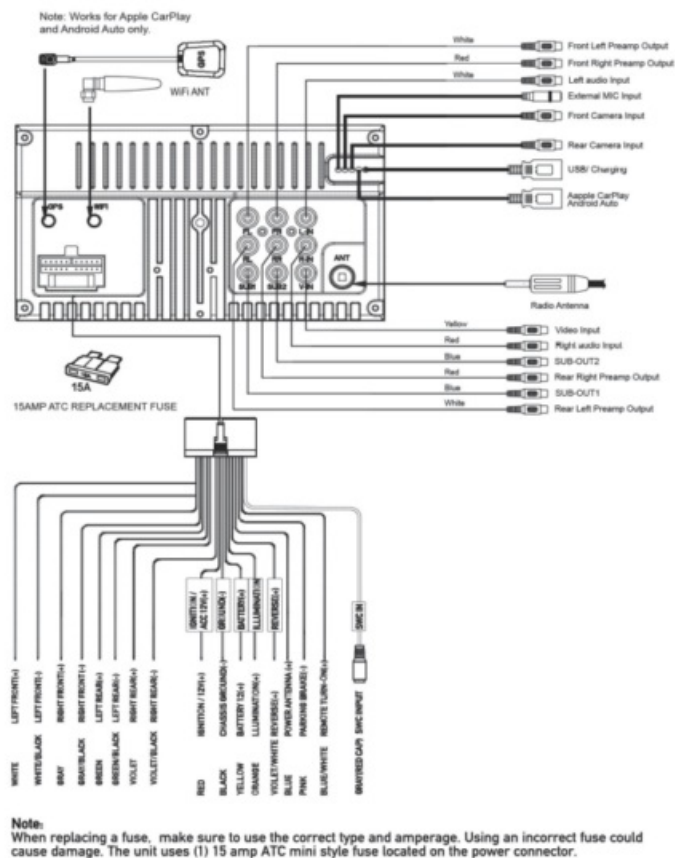 Note: Works for Apple CarPlay
and Android Auto only.
GPS
WiFi ANT
White
Front Left Preamp Output
Red
Front Right Preamp Output
White
Left audio Input
External MIC Input
Front Camera Input
Rear Camera Input
USB/ Charging
Aapple CarPlay
Android Auto
GPS
WIFI
FL
FR
L-IN
RL
RR
R-IN
SUB1
SUB2
V-IN
ANT
Radio Antenna
Yellow
Video Input
Red
Right audio Input
Blue
SUB-OUT2
Red
Rear Right Preamp Output
Blue
SUB-OUT1
White
Rear Left Preamp Output
15A
15AMP ATC REPLACEMENT FUSE
IGNITION /
ACC 12V(+)
GROUND(-)
BATTERY(+)
ILLUMINATION
REVERSE(+)
SWC IN
WHITE LEFT FRONT(+)
WHITE/BLACK LEFT FRONT(-)
GRAY RIGHT FRONT(+)
GRAY/BLACK RIGHT FRONT(-)
GREEN LEFT REAR(+)
GREEN/BLACK LEFT REAR(-)
VIOLET RIGHT REAR(+)
VIOLET/BLACK RIGHT REAR(-)
RED IGNITION / 12V(+)
BLACK CHASSIS GROUND(-)
YELLOW BATTERY 12(+)
ORANGE LLUMINATION(+)
VIOLET/WHITE REVERSE(+)
BLUE POWER ANTENNA (+)
PINK PARKING BRAKE(-)
BLUE/WHITE REMOTE TURN-ON(+)
GRAY(RED CAP) SWC INPUT
Note:
When replacing a fuse, make sure to use the correct type and amperage. Using an incorrect fuse could
cause damage. The unit uses (1) 15 amp ATC mini style fuse located on the power connector.